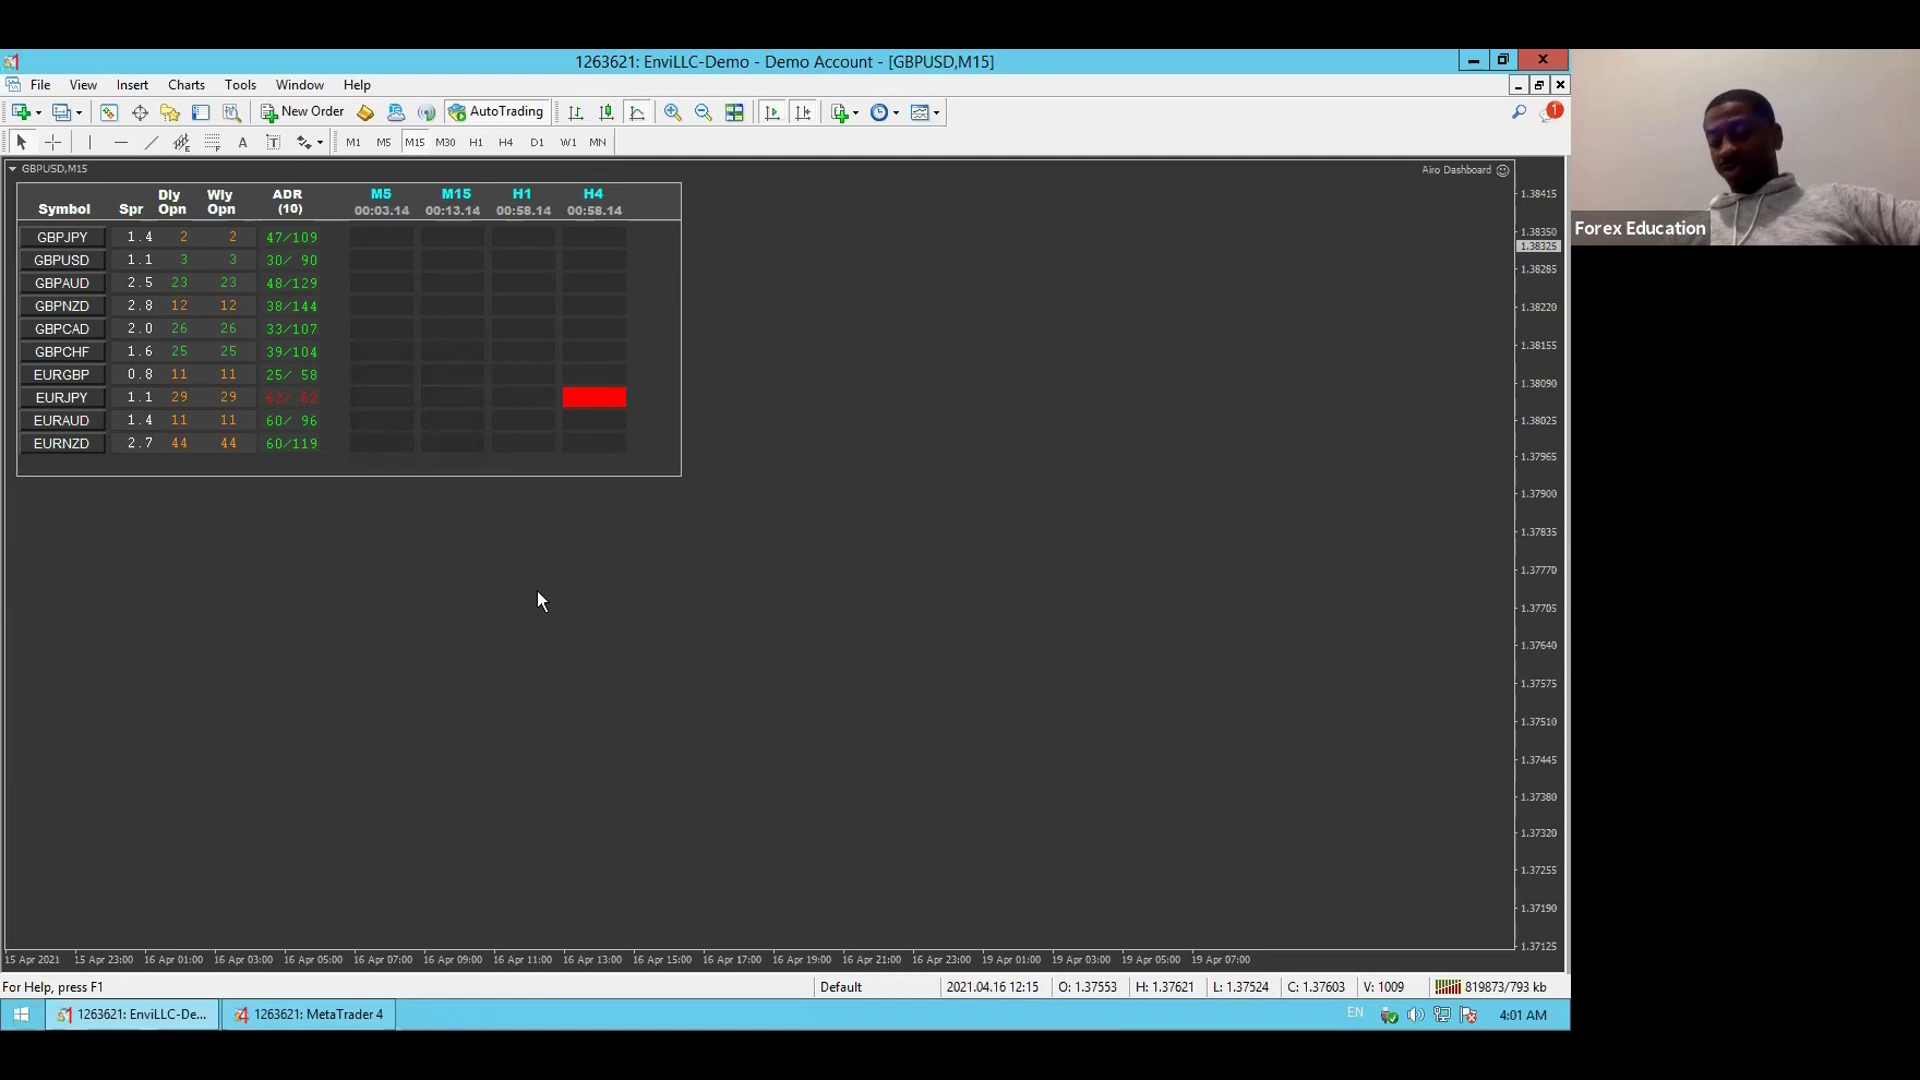 1263621: EnviLLC-Demo - Demo Account - [GBPUSD,M15]
File View Insert Charts Tools Window Help
New Order AutoTrading 1
A T M1 M5 M15 M30 H1 H4 D1 W1 MN
GBPUSD,M15 Airo Dashboard
Symbol Spr Dly Opn Wly Opn ADR (10) M5 00:03.14 M15 00:13.14 H1 00:58.14 H4 00:58.14
GBPJPY 1.4 2 2 47/109
GBPUSD 1.1 3 3 30/ 90
GBPAUD 2.5 23 23 48/129
GBPNZD 2.8 12 12 38/144
GBPCAD 2.0 26 26 33/107
GBPCHF 1.6 25 25 39/104
EURGBP 0.8 11 11 25/ 58
EURJPY 1.1 29 29 62/ 62
EURAUD 1.4 11 11 60/ 96
EURNZD 2.7 44 44 60/119
1.38415
1.38350
1.38325
1.38285
1.38220
1.38155
1.38090
1.38025
1.37965
1.37900
1.37835
1.37770
1.37705
1.37640
1.37575
1.37510
1.37445
1.37380
1.37320
1.37255
1.37190
1.37125
Forex Education
15 Apr 2021 15 Apr 23:00 16 Apr 01:00 16 Apr 03:00 16 Apr 05:00 16 Apr 07:00 16 Apr 09:00 16 Apr 11:00 16 Apr 13:00 16 Apr 15:00 16 Apr 17:00 16 Apr 19:00 16 Apr 21:00 16 Apr 23:00 19 Apr 01:00 19 Apr 03:00 19 Apr 05:00 19 Apr 07:00
For Help, press F1 Default 2021.04.16 12:15 O: 1.37553 H: 1.37621 L: 1.37524 C: 1.37603 V: 1009 819873/793 kb
1263621: EnviLLC-De... 1263621: MetaTrader 4 EN 4:01 AM